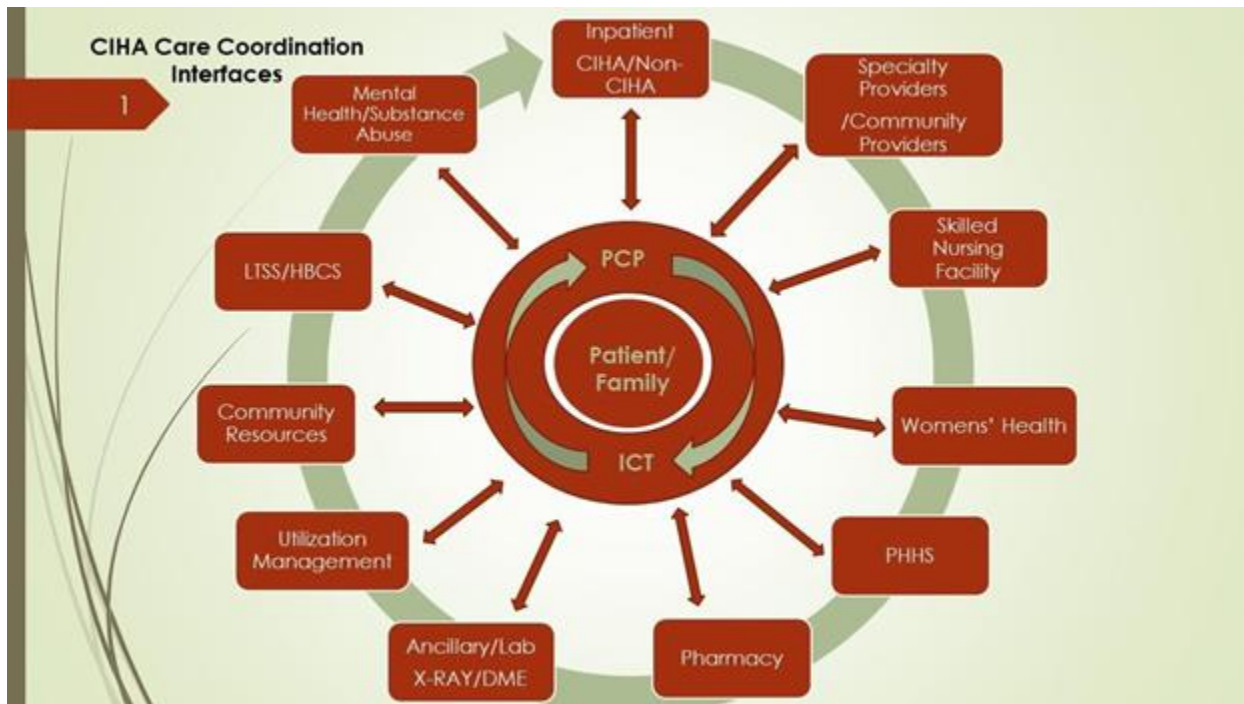 CIHA Care Coordination
Interfaces
1
Inpatient
CIHA/Non-
CIHA
Specialty
Providers
/Community
Providers
Skilled
Nursing
Facility
Womens' Health
PHHS
Pharmacy
Ancillary/Lab
X-RAY/DME
Utilization
Management
Community
Resources
LTSS/HBCS
Mental
Health/Substance
Abuse
PCP
Patient/
Family
ICT